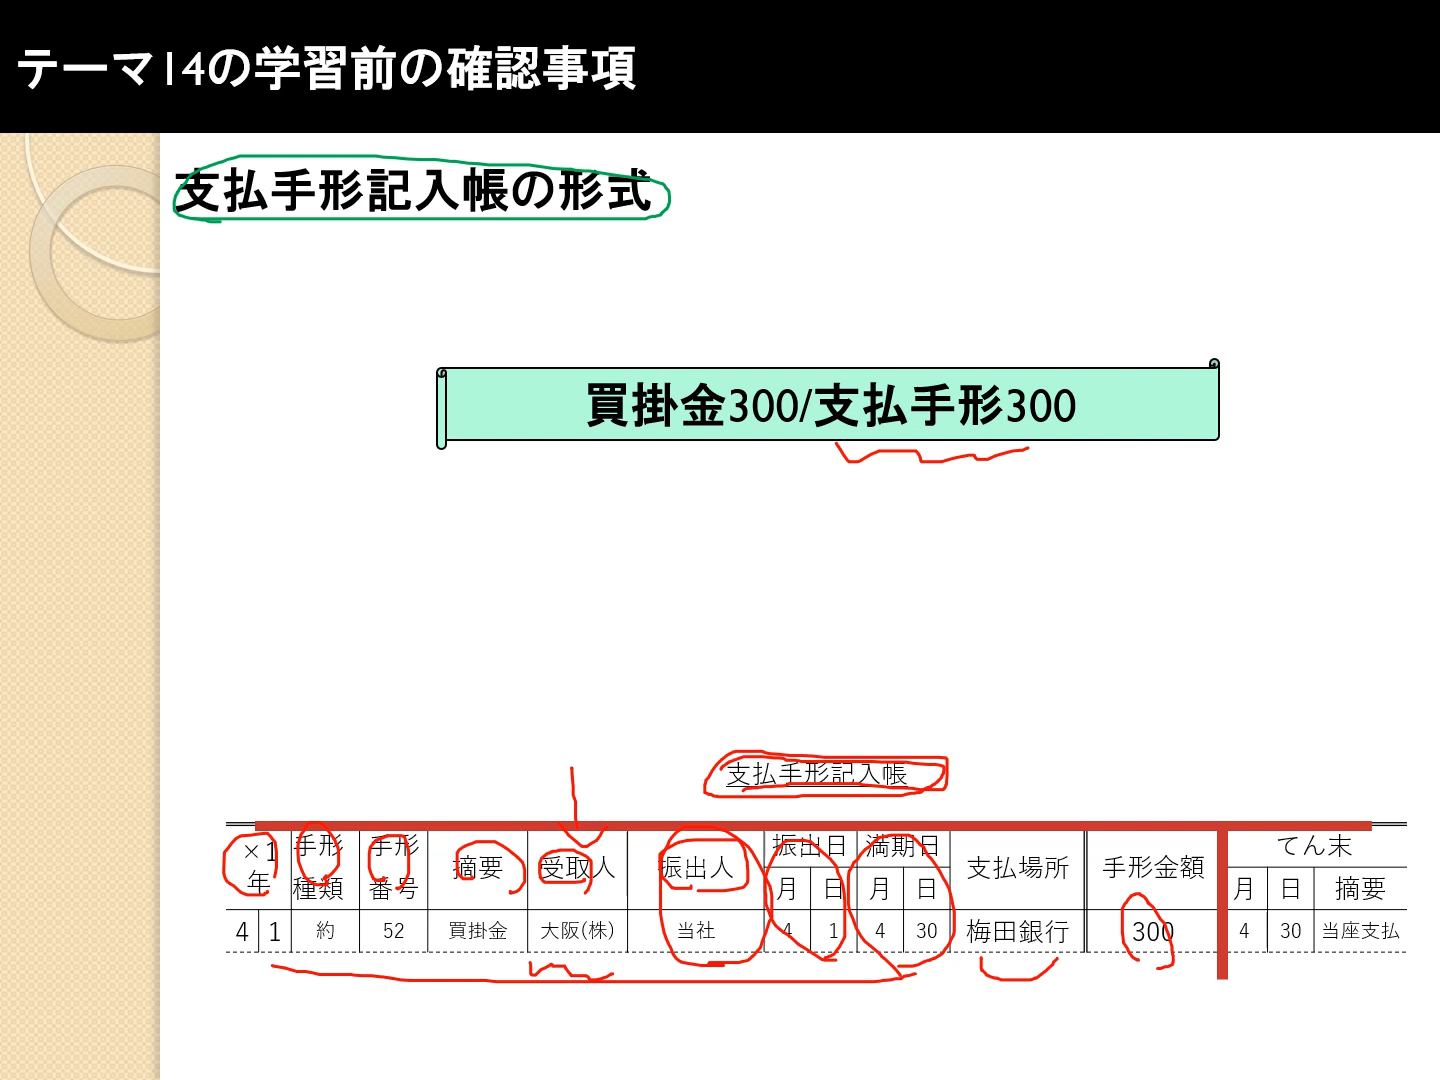 テーマ14の学習前の確認事項
支払手形記入帳の形式
買掛金300/支払手形300
支払手形記入帳
×1年 手形種類 手形番号 摘要 受取人 振出人 振出日 満期日 支払場所 手形金額 てん末
月 日 月 日 月 日 摘要
4 1 約 52 買掛金 大阪(株) 当社 4 1 4 30 梅田銀行 300 4 30 当座支払